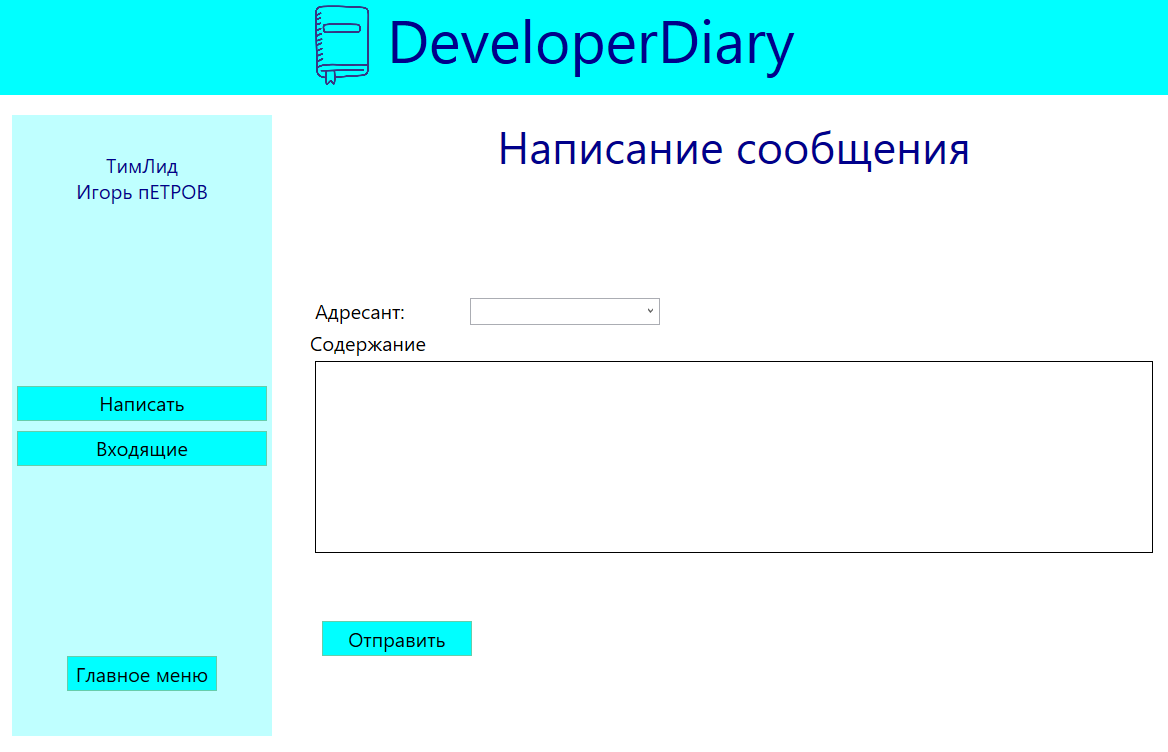 DeveloperDiary
ТимЛид
Игорь пЕТРОВ
Написать
Входящие
Главное меню
Написание сообщения
Адресант:
Содержание
Отправить